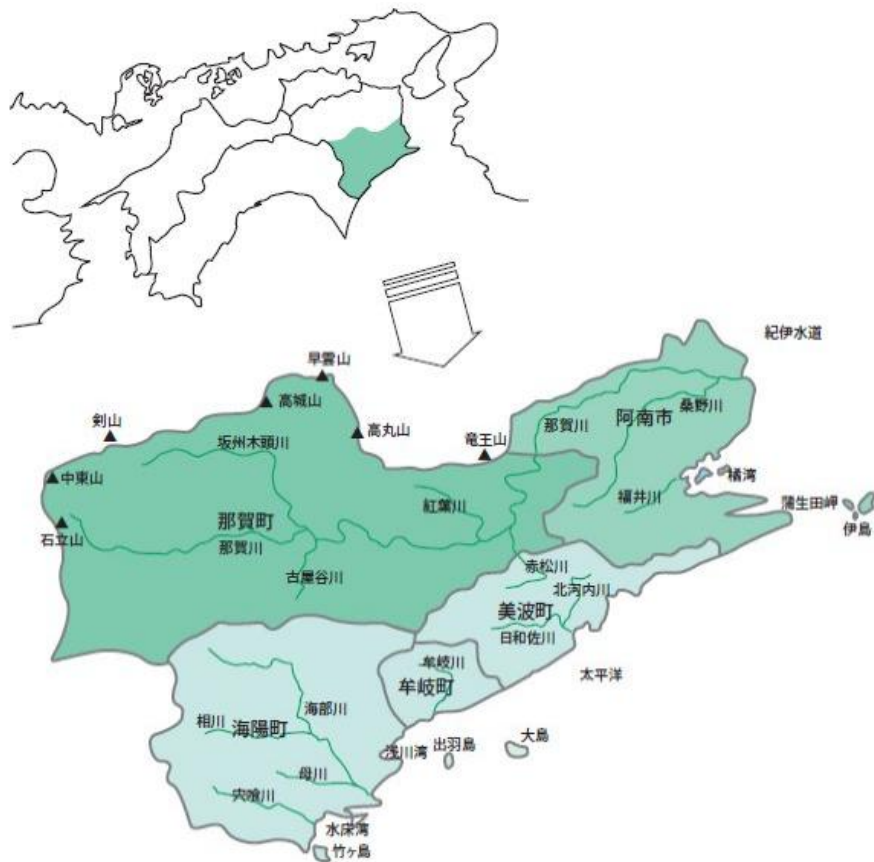 紀伊水道
早雲山
高城山
剣山
高丸山
竜王山
那賀川
阿南市
桑野川
坂州木頭川
中東山
橘湾
紅葉川
福井川
蒲生田岬
伊島
石立山
那賀町
那賀川
古屋谷川
赤松川
北河内川
美波町
日和佐川
牟岐川
牟岐町
太平洋
海部川
相川
海陽町
大島
出羽島
浅川湾
母川
宍喰川
水床湾
竹ヶ島